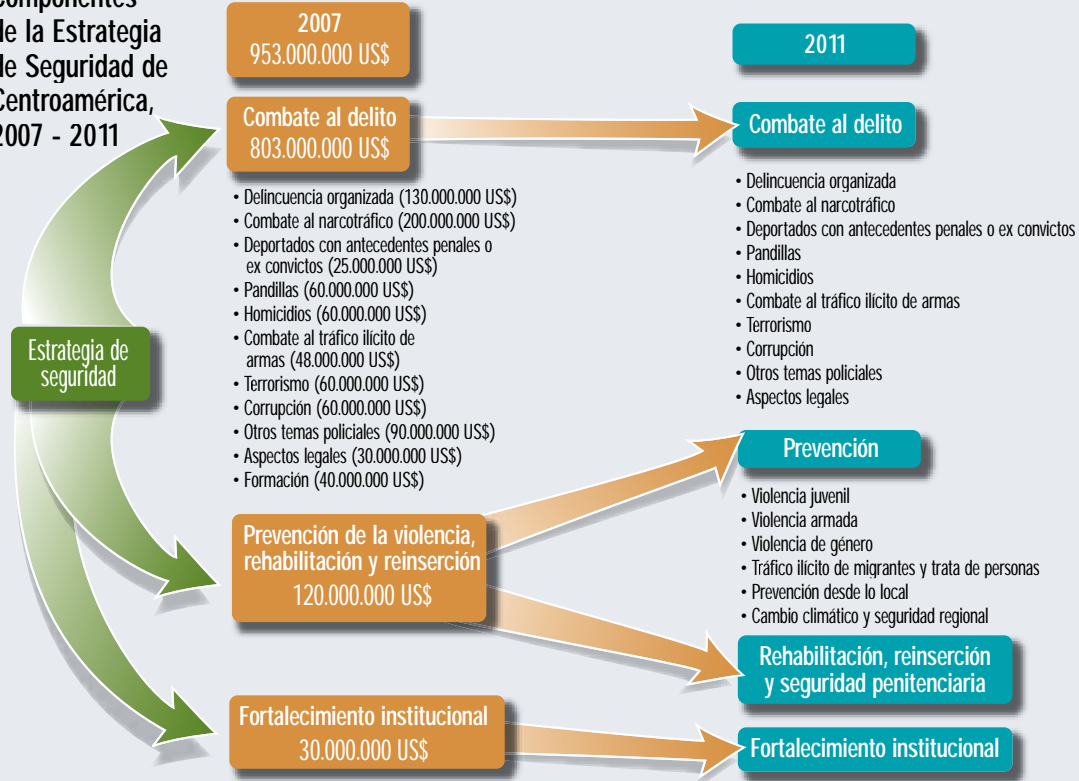 Componentes
de la Estrategia
de Seguridad de
Centroamérica,
2007 - 2011
Estrategia de
seguridad
2007
953.000.000 US$
Combate al delito
803.000.000 US$
• Delincuencia organizada (130.000.000 US$)
• Combate al narcotráfico (200.000.000 US$)
• Deportados con antecedentes penales o
ex convictos (25.000.000 US$)
• Pandillas (60.000.000 US$)
• Homicidios (60.000.000 US$)
• Combate al tráfico ilícito de
armas (48.000.000 US$)
• Terrorismo (60.000.000 US$)
• Corrupción (60.000.000 US$)
• Otros temas policiales (90.000.000 US$)
• Aspectos legales (30.000.000 US$)
• Formación (40.000.000 US$)
Prevención de la violencia,
rehabilitación y reinserción
120.000.000 US$
Fortalecimiento institucional
30.000.000 US$
2011
Combate al delito
• Delincuencia organizada
• Combate al narcotráfico
• Deportados con antecedentes penales o ex convictos
• Pandillas
• Homicidios
• Combate al tráfico ilícito de armas
• Terrorismo
• Corrupción
• Otros temas policiales
• Aspectos legales
Prevención
• Violencia juvenil
• Violencia armada
• Violencia de género
• Tráfico ilícito de migrantes y trata de personas
• Prevención desde lo local
• Cambio climático y seguridad regional
Rehabilitación, reinserción
y seguridad penitenciaria
Fortalecimiento institucional